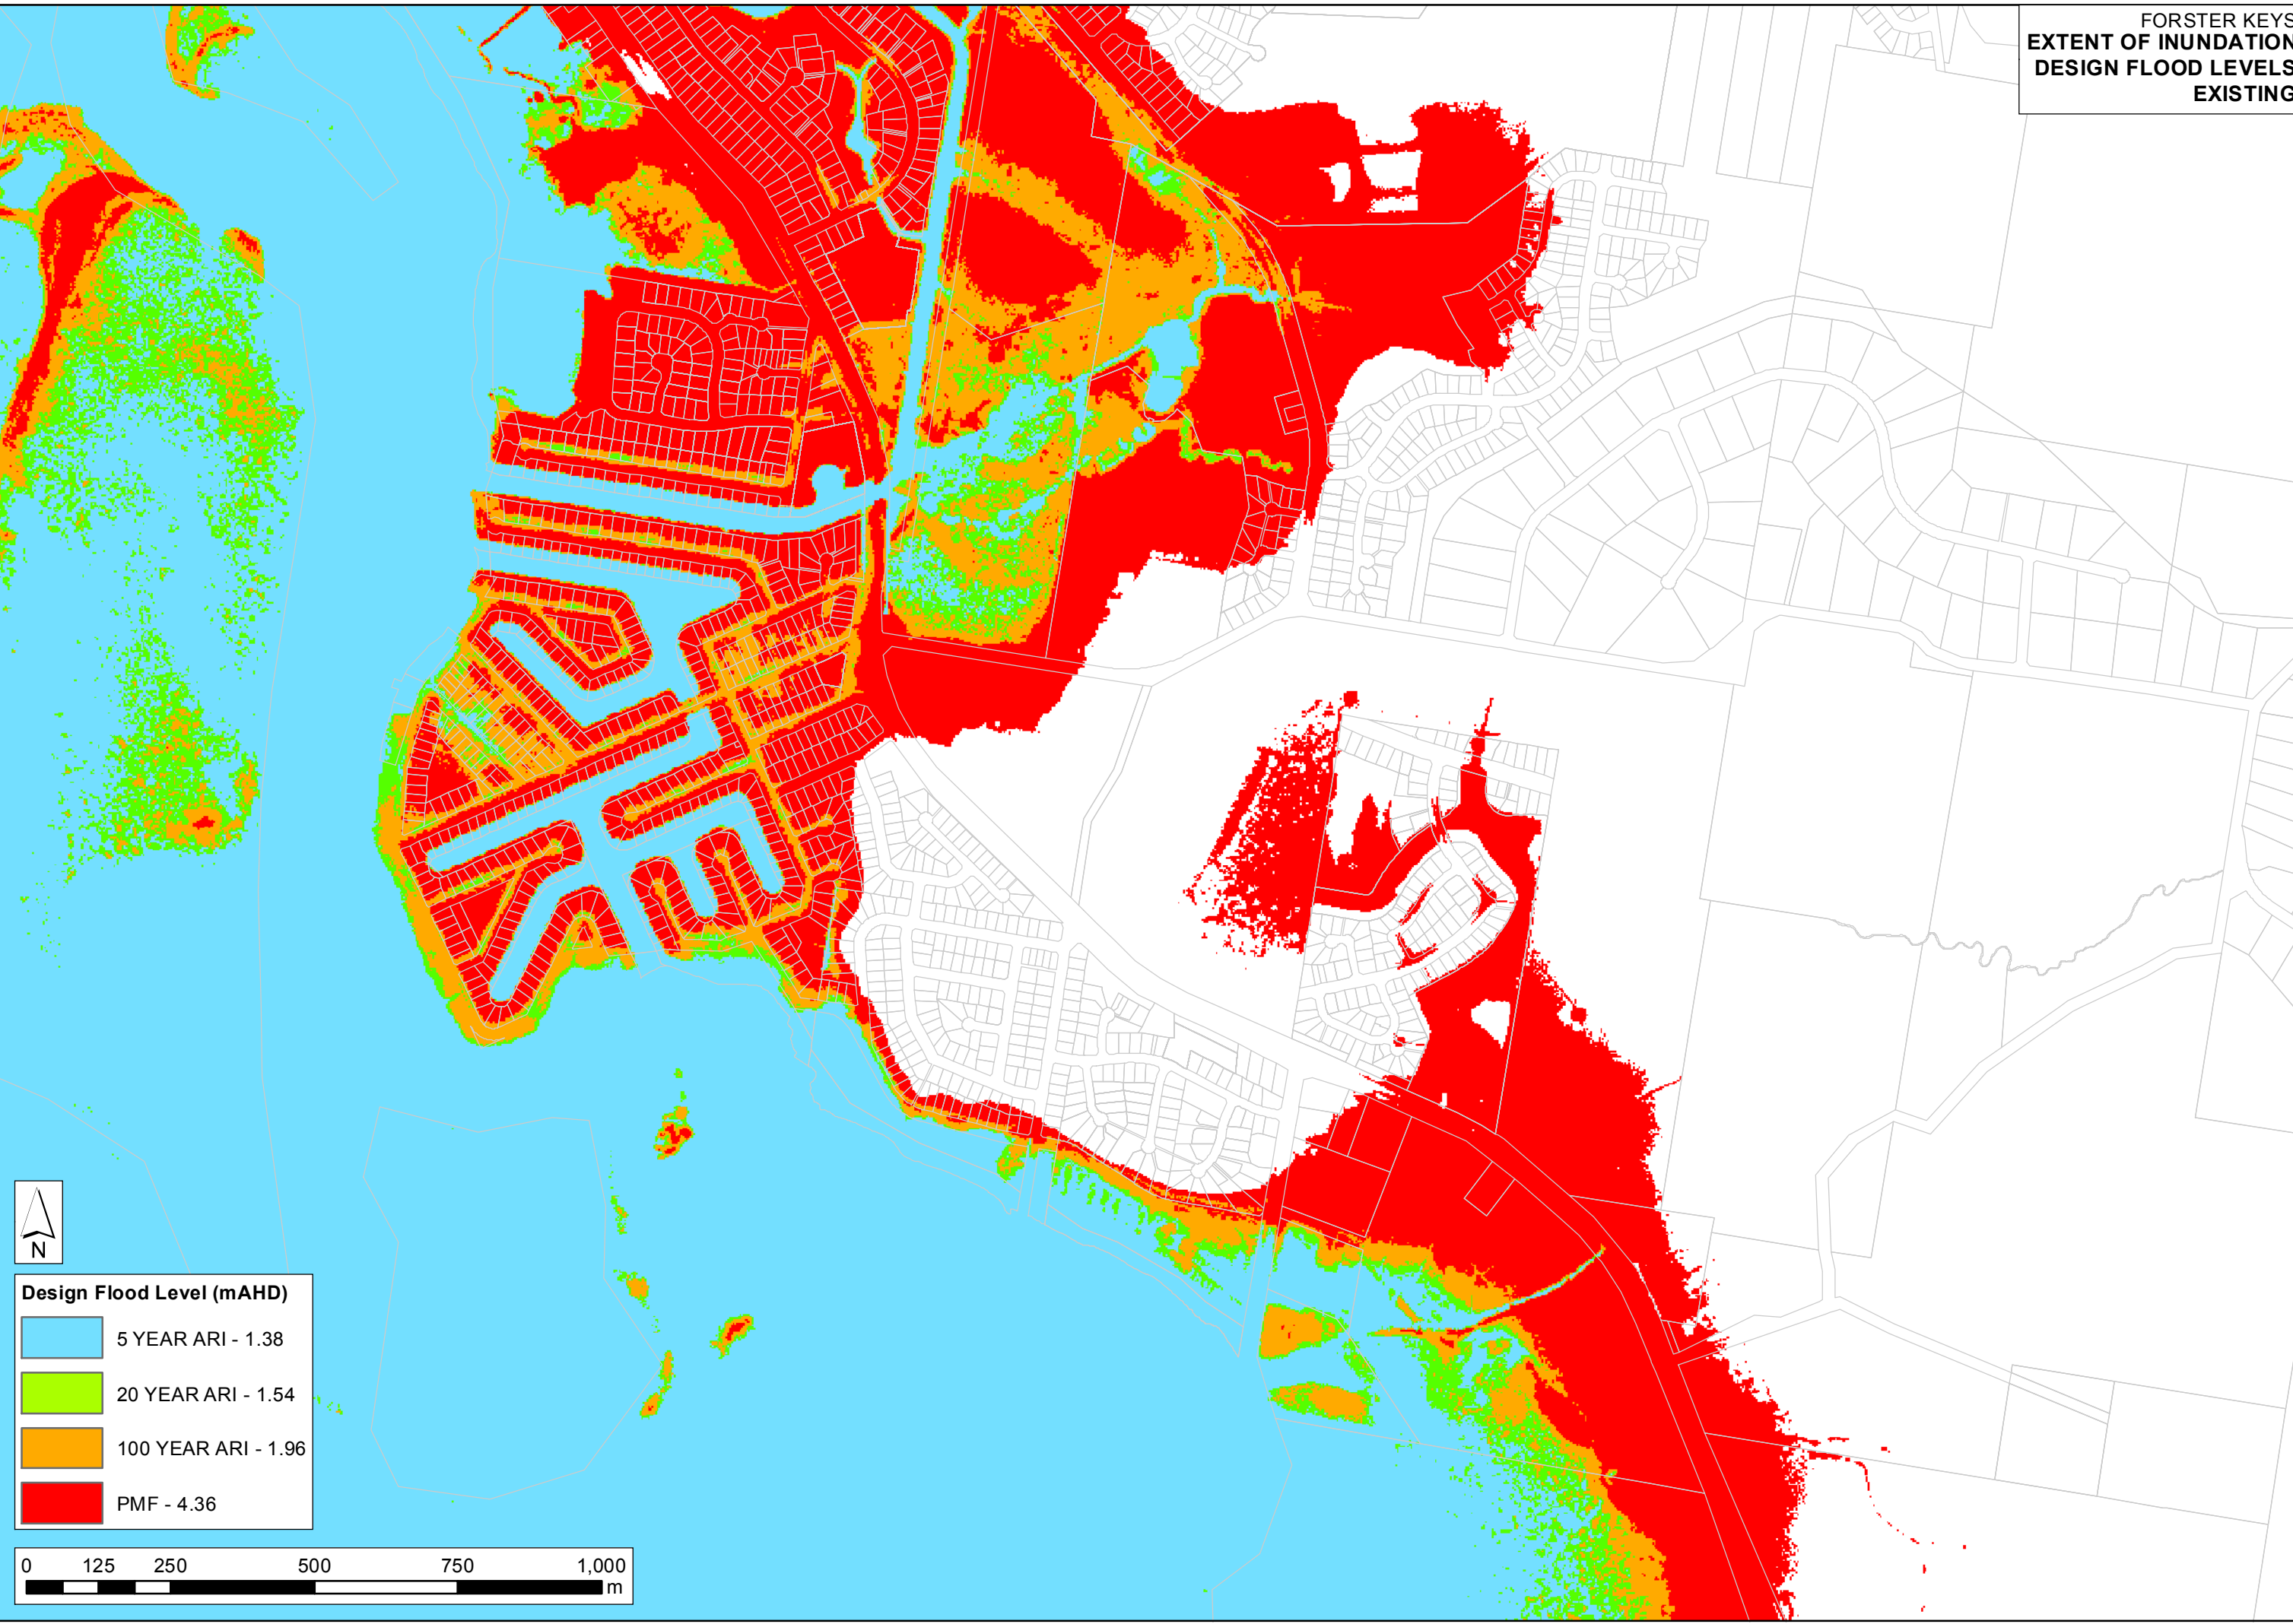 FORSTER KEYS
EXTENT OF INUNDATION
DESIGN FLOOD LEVELS
EXISTING
N
Design Flood Level (mAHD)
5 YEAR ARI - 1.38
20 YEAR ARI - 1.54
100 YEAR ARI - 1.96
PMF - 4.36
0 125 250 500 750 1,000
m